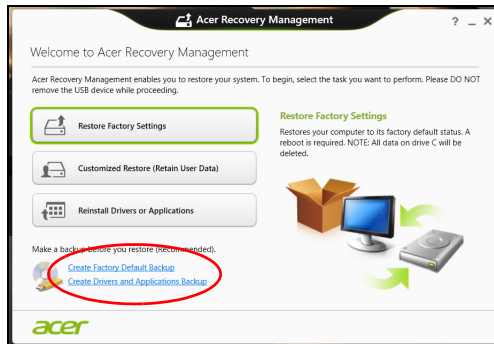 Acer Recovery Management
Welcome to Acer Recovery Management
Acer Recovery Management enables you to restore your system. To begin, select the task you want to perform. Please DO NOT
remove the USB device while proceeding.
Restore Factory Settings
Customized Restore (Retain User Data)
Reinstall Drivers or Applications
Restore Factory Settings
Restores your computer to its factory default status. A
reboot is required. NOTE: All data on drive C will be
deleted.
Make a backup before you restore (Recommended).
Create Factory Default Backup
Create Drivers and Applications Backup
acer